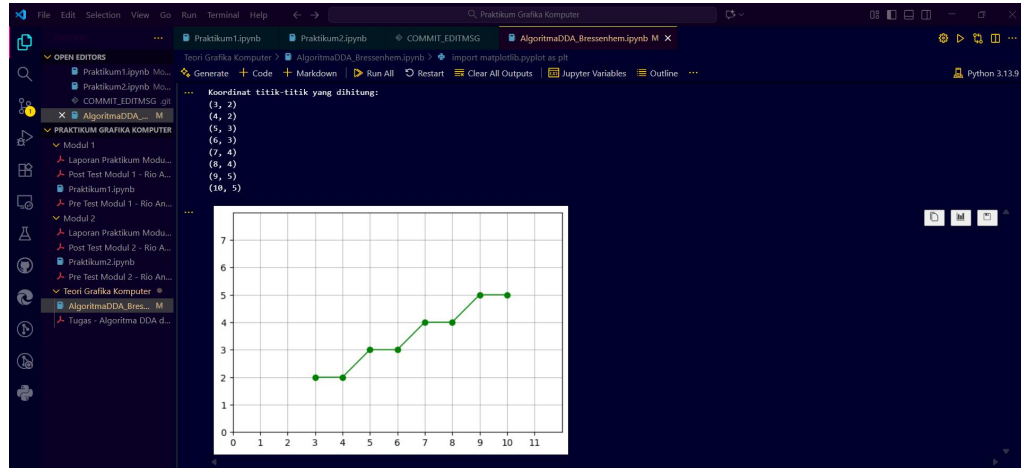 File Edit Selection View Go Run Terminal Help
Praktikum Grafika Komputer
Praktikum1.ipynb
Praktikum2.ipynb
COMMIT_EDITMSG
AlgoritmaDDA_Bressenhem.ipynb M
OPEN EDITORS
Praktikum1.ipynb Mo...
Praktikum2.ipynb Mo...
COMMIT_EDITMSG .git
AlgoritmaDDA_... M
PRAKTIKUM GRAFIKA KOMPUTER
Modul 1
Laporan Praktikum Modu...
Post Test Modul 1 - Rio A...
Praktikum1.ipynb
Pre Test Modul 1 - Rio An...
Modul 2
Laporan Praktikum Modu...
Post Test Modul 2 - Rio A...
Praktikum2.ipynb
Pre Test Modul 2 - Rio An...
Teori Grafika Komputer
AlgoritmaDDA_Bres... M
Tugas - Algoritma DDA d...
1
Teori Grafika Komputer > AlgoritmaDDA_Bressenhem.ipynb > import matplotlib.pyplot as plt
Generate + Code + Markdown Run All Restart Clear All Outputs Jupyter Variables Outline ...
Python 3.13.9
Koordinat titik-titik yang dihitung:
(3, 2)
(4, 2)
(5, 3)
(6, 3)
(7, 4)
(8, 4)
(9, 5)
(10, 5)
7
6
5
4
3
2
1
0
0 1 2 3 4 5 6 7 8 9 10 11